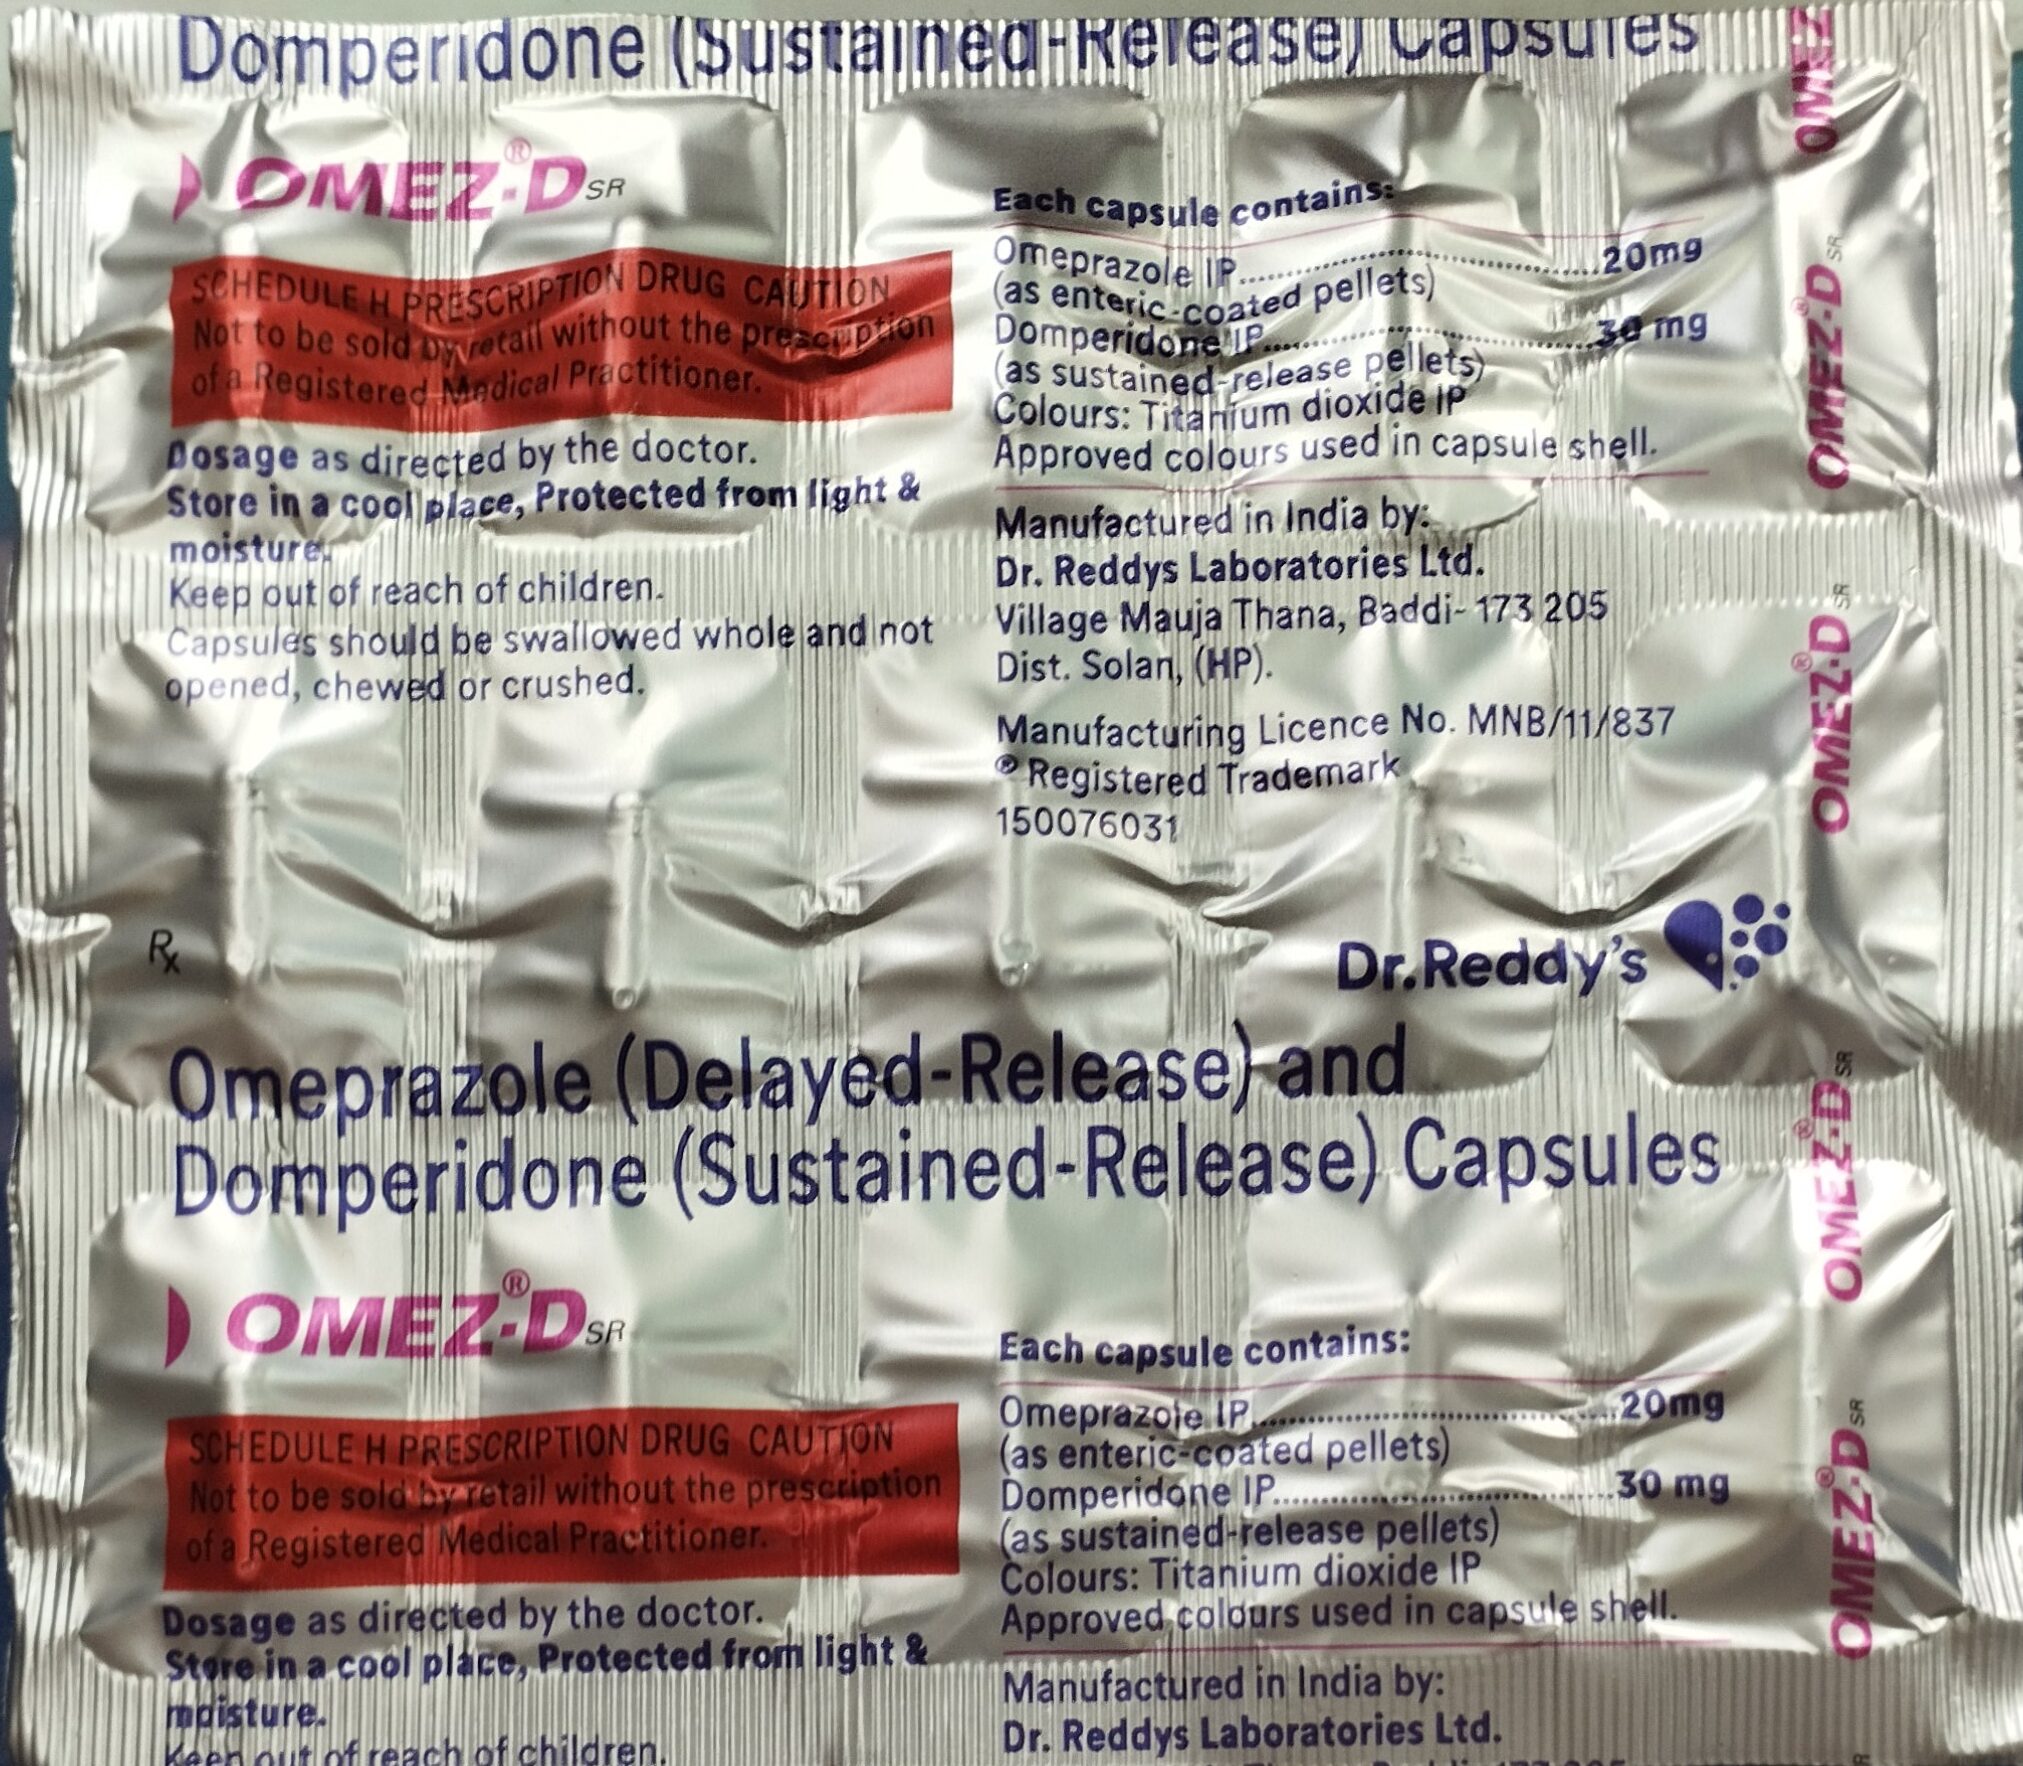 Domperidone (Sustained-Release) Capsules
OMEZ®-D SR
SCHEDULE H PRESCRIPTION DRUG CAUTION
Not to be sold by retail without the prescription
of a Registered Medical Practitioner.
Dosage as directed by the doctor.
Store in a cool place, Protected from light &
moisture.
Keep out of reach of children.
Capsules should be swallowed whole and not
opened, chewed or crushed.
Each capsule contains:
Omeprazole IP..........20mg
(as enteric-coated pellets)
Domperidone IP..........30 mg
(as sustained-release pellets)
Colours: Titanium dioxide IP
Approved colours used in capsule shell.
Manufactured in India by:
Dr. Reddys Laboratories Ltd.
Village Mauja Thana, Baddi- 173 205
Dist. Solan, (HP).
Manufacturing Licence No. MNB/11/837
® Registered Trademark
150076031
Rx
Dr.Reddy's
Omeprazole (Delayed-Release) and
Domperidone (Sustained-Release) Capsules
OMEZ®-D SR
SCHEDULE H PRESCRIPTION DRUG CAUTION
Not to be sold by retail without the prescription
of a Registered Medical Practitioner.
Dosage as directed by the doctor.
Store in a cool place, Protected from light &
moisture.
Keep out of reach of children.
Each capsule contains:
Omeprazole IP..........20mg
(as enteric-coated pellets)
Domperidone IP..........30 mg
(as sustained-release pellets)
Colours: Titanium dioxide IP
Approved colours used in capsule shell.
Manufactured in India by:
Dr. Reddys Laboratories Ltd.
OMEZ
OMEZ®-D SR
OMEZ®-D SR
OMEZ®-D SR
OMEZ®-D SR
SR